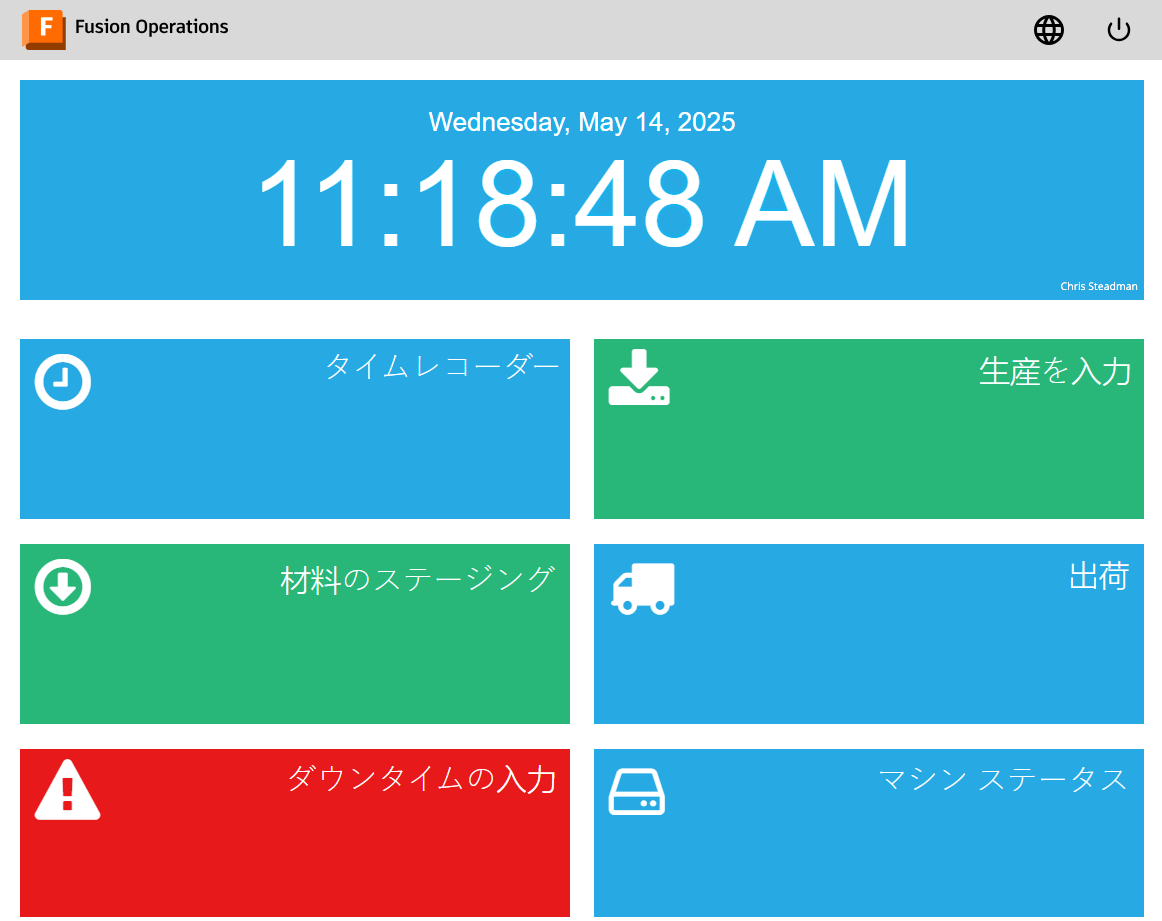 F Fusion Operations
Wednesday, May 14, 2025
11:18:48 AM
Chris Steadman
タイムレコーダー
生産を入力
材料のステージング
出荷
ダウンタイムの入力
マシン ステータス